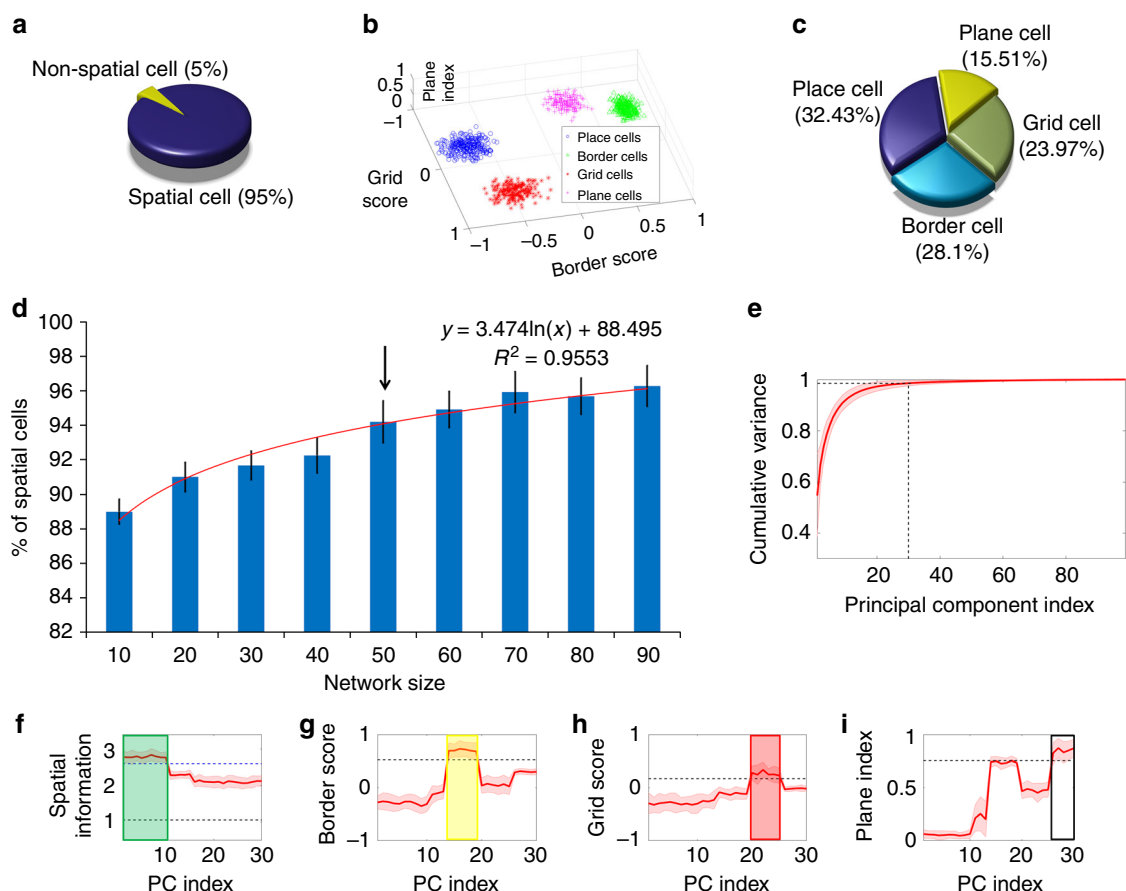 a
Non-spatial cell (5%)
Spatial cell (95%)
b
Plane
index
1
0.5
0
–1
0
1
Grid
score
–1
–0.5
0
0.5
1
Border score
Place cells
Border cells
Grid cells
Plane cells
c
Plane cell
(15.51%)
Place cell
(32.43%)
Grid cell
(23.97%)
Border cell
(28.1%)
d
y = 3.474ln(x) + 88.495
R² = 0.9553
% of spatial cells
100
98
96
94
92
90
88
86
84
82
10 20 30 40 50 60 70 80 90
Network size
e
Cumulative variance
1
0.8
0.6
0.4
20 40 60 80
Principal component index
f
Spatial
information
3
2
1
10 20 30
PC index
g
Border score
1
0
–1
10 20 30
PC index
h
Grid score
1
0
–1
10 20 30
PC index
i
Plane index
1
0.5
0
10 20 30
PC index